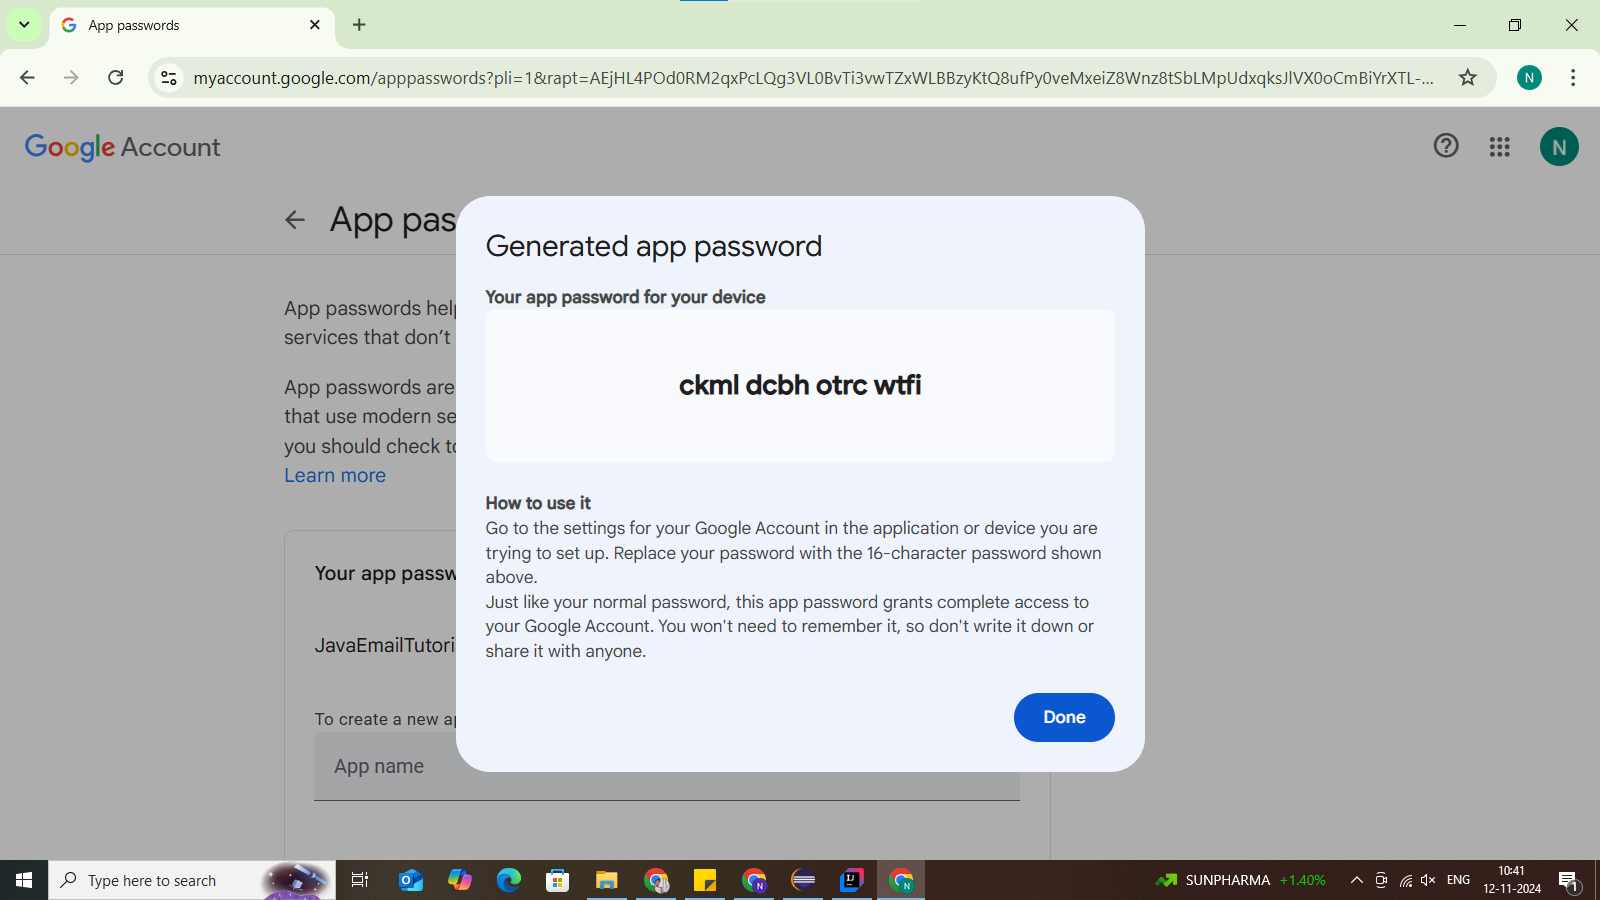 App passwords
myaccount.google.com/apppasswords?pli=1&rapt=AEjHL4POd0RM2qxPcLQg3VL0BvTi3vwTZxWLBBzyKtQ8ufPy0veMxeiZ8Wnz8tSbLMpUdxqksJlVX0oCmBiYrXTL-...
N
Google Account
N
App pas
Generated app password
Your app password for your device
ckml dcbh otrc wtfi
How to use it
Go to the settings for your Google Account in the application or device you are
trying to set up. Replace your password with the 16-character password shown
above.
Just like your normal password, this app password grants complete access to
your Google Account. You won't need to remember it, so don't write it down or
share it with anyone.
Done
App passwords help
services that don't
App passwords are
that use modern se
you should check to
Learn more
Your app passw
JavaEmailTutori
To create a new ap
App name
Type here to search
SUNPHARMA +1.40%
ENG
10:41
12-11-2024
1